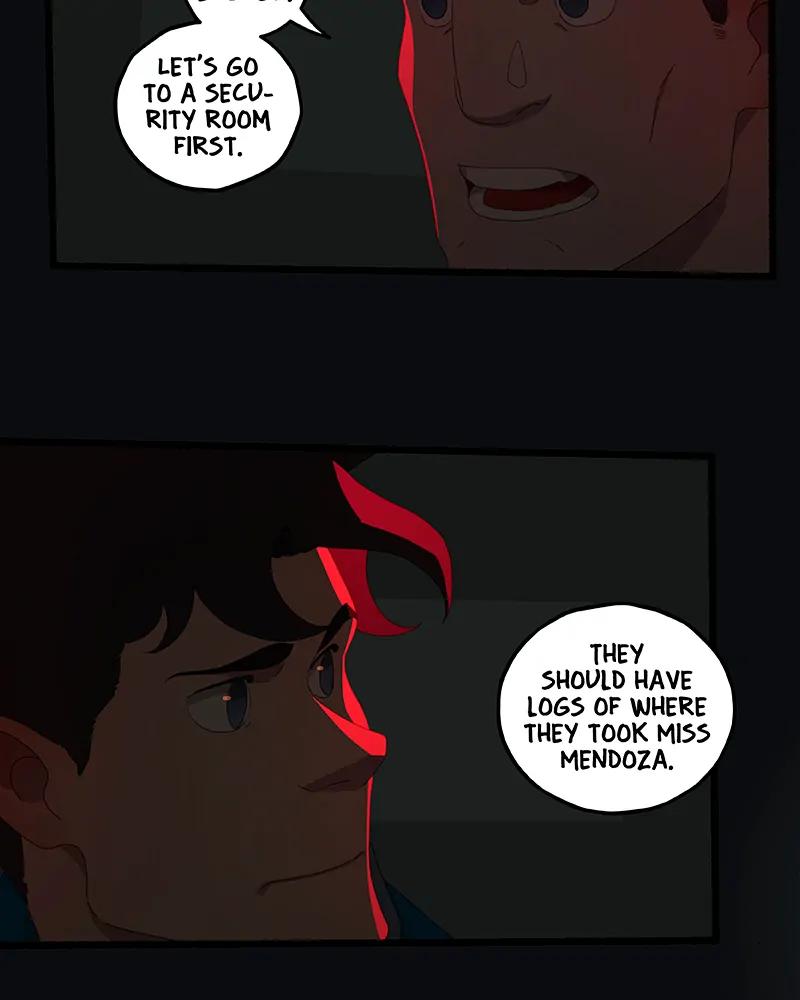 LET'S GO
TO A SECU-
RITY ROOM
FIRST.
THEY
SHOULD HAVE
LOGS OF WHERE
THEY TOOK MISS
MENDOZA.